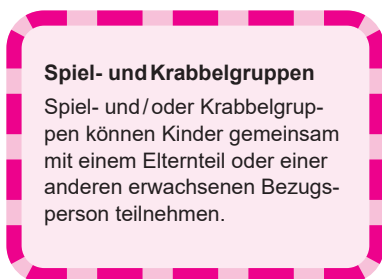 Spiel- und Krabbelgruppen
Spiel- und/oder Krabbelgrup-
pen können Kinder gemeinsam
mit einem Elternteil oder einer
anderen erwachsenen Bezugs-
person teilnehmen.